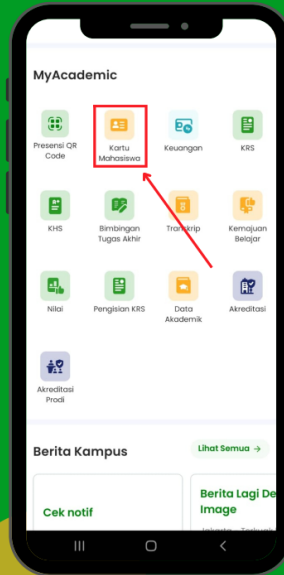 MyAcademic
Presensi QR
Code
Kartu
Mahasiswa
Keuangan
KRS
KHS
Bimbingan
Tugas Akhir
Transkrip
Kemajuan
Belajar
Nilai
Pengisian KRS
Data
Akademik
Akreditasi
Akreditasi
Prodi
Berita Kampus
Lihat Semua →
Cek notif
Berita Lagi De
Image